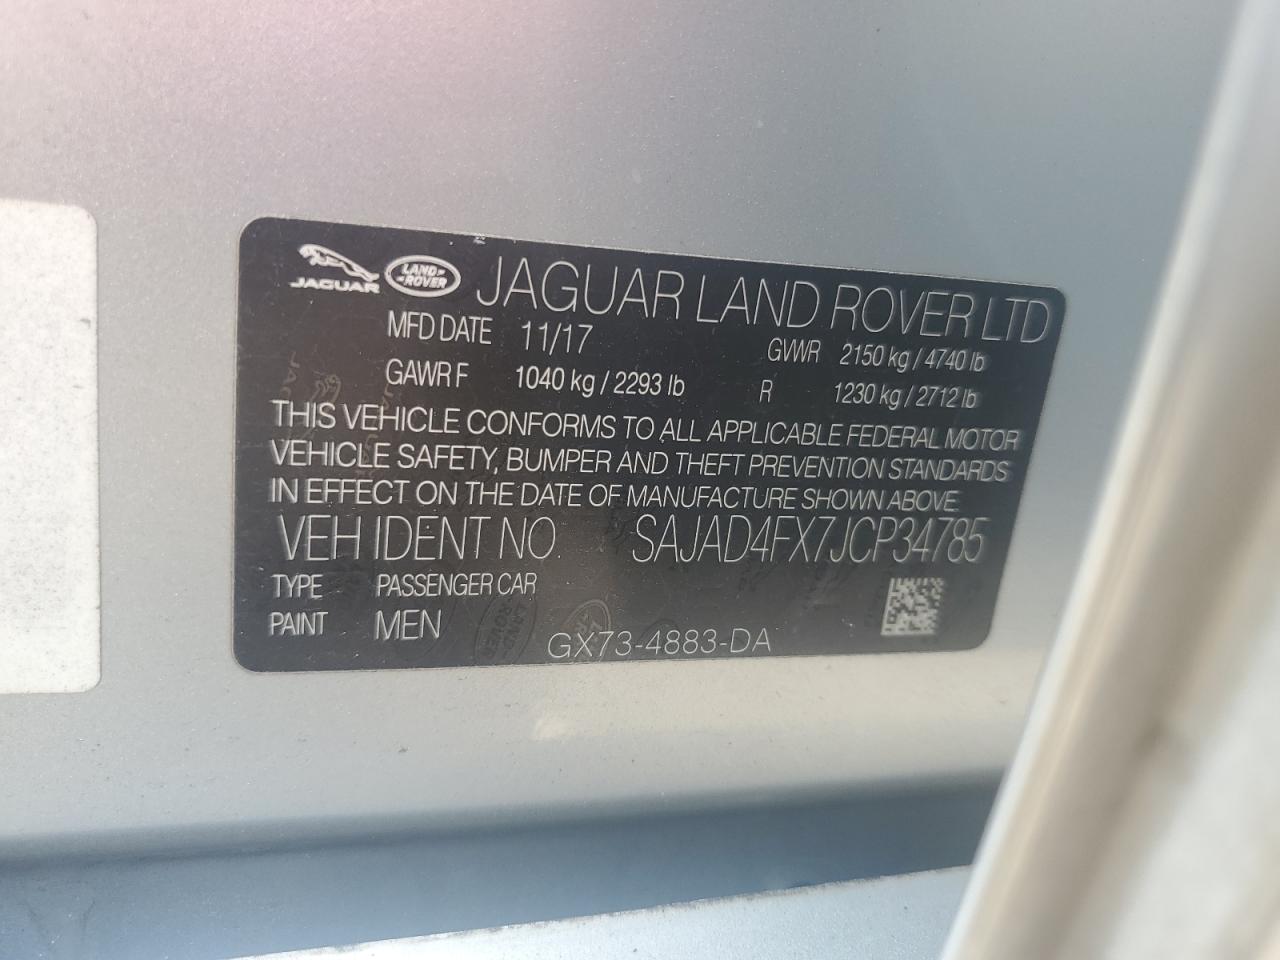 JAGUAR LAND ROVER JAGUAR LAND ROVER LTD
MFD DATE 11/17 GVWR 2150 kg / 4740 lb
GAWR F 1040 kg / 2293 lb R 1230 kg / 2712 lb
THIS VEHICLE CONFORMS TO ALL APPLICABLE FEDERAL MOTOR
VEHICLE SAFETY, BUMPER AND THEFT PREVENTION STANDARDS
IN EFFECT ON THE DATE OF MANUFACTURE SHOWN ABOVE
VEH IDENT NO. SAJAD4FX7JCP34785
TYPE PASSENGER CAR
PAINT MEN
GX73-4883-DA